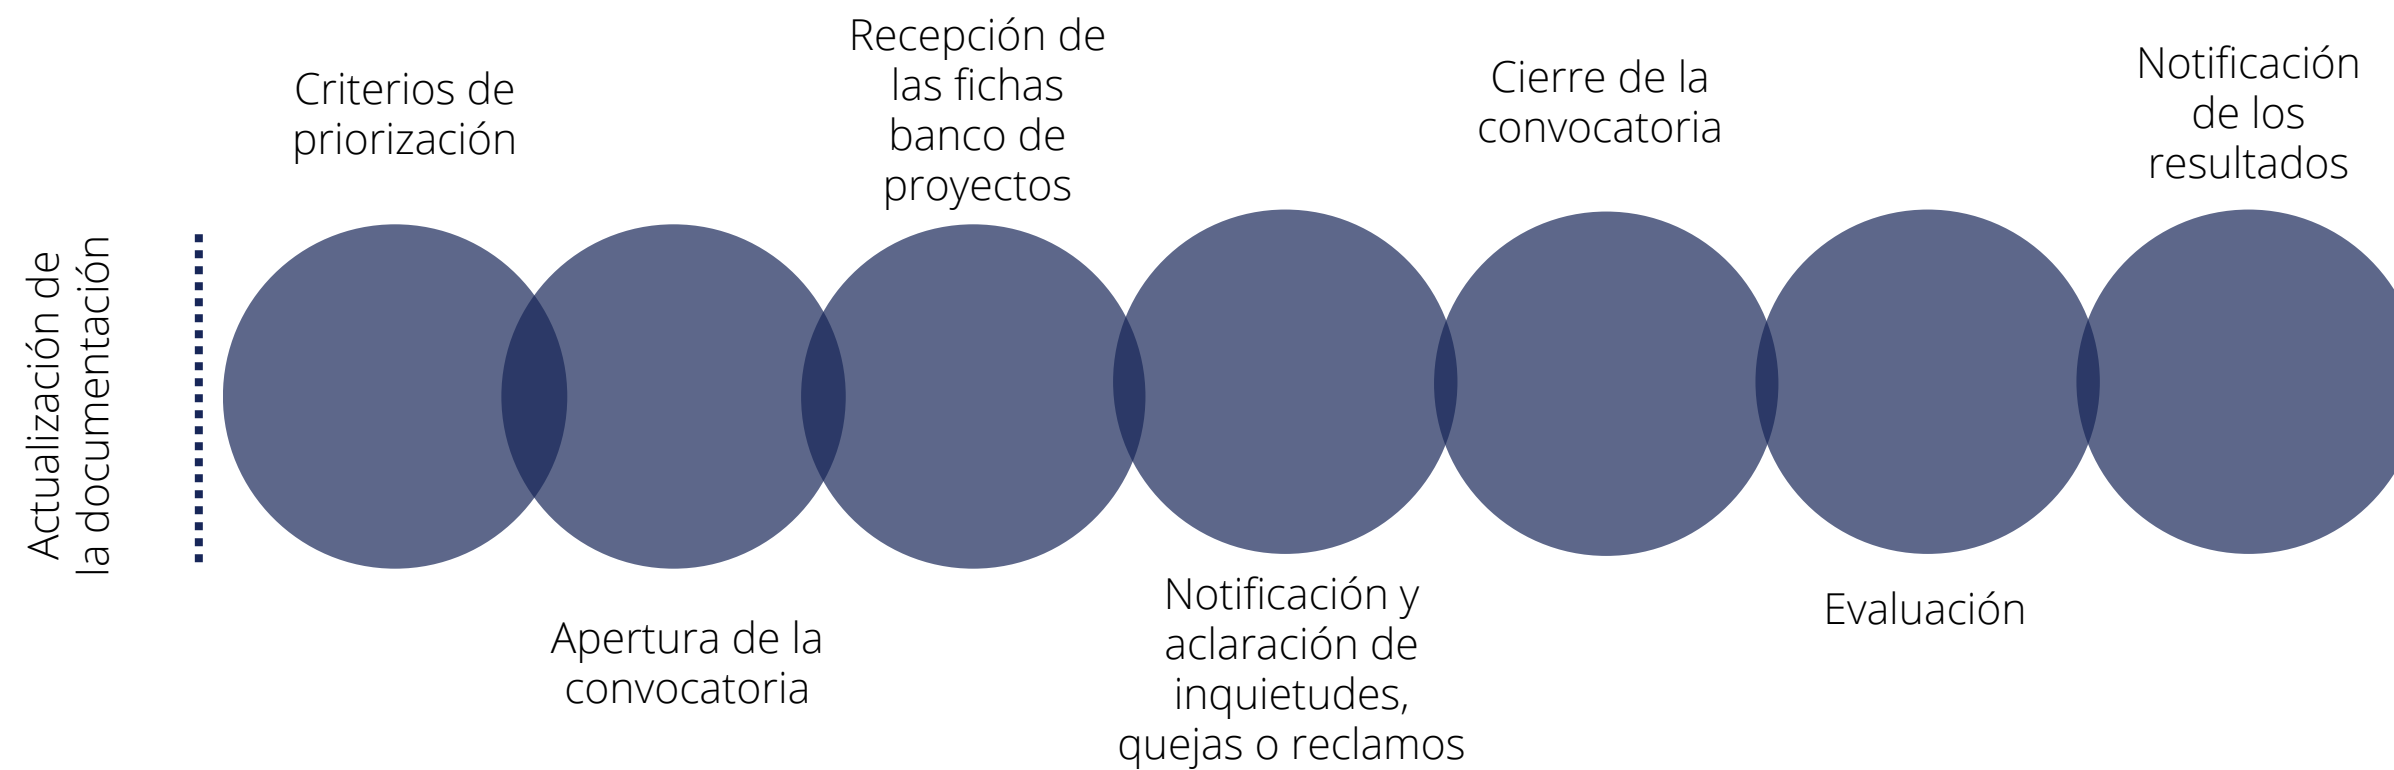 Actualización de
la documentación
Criterios de
priorización
Apertura de la
convocatoria
Recepción de
las fichas
banco de
proyectos
Notificación y
aclaración de
inquietudes,
quejas o reclamos
Cierre de la
convocatoria
Evaluación
Notificación
de los
resultados